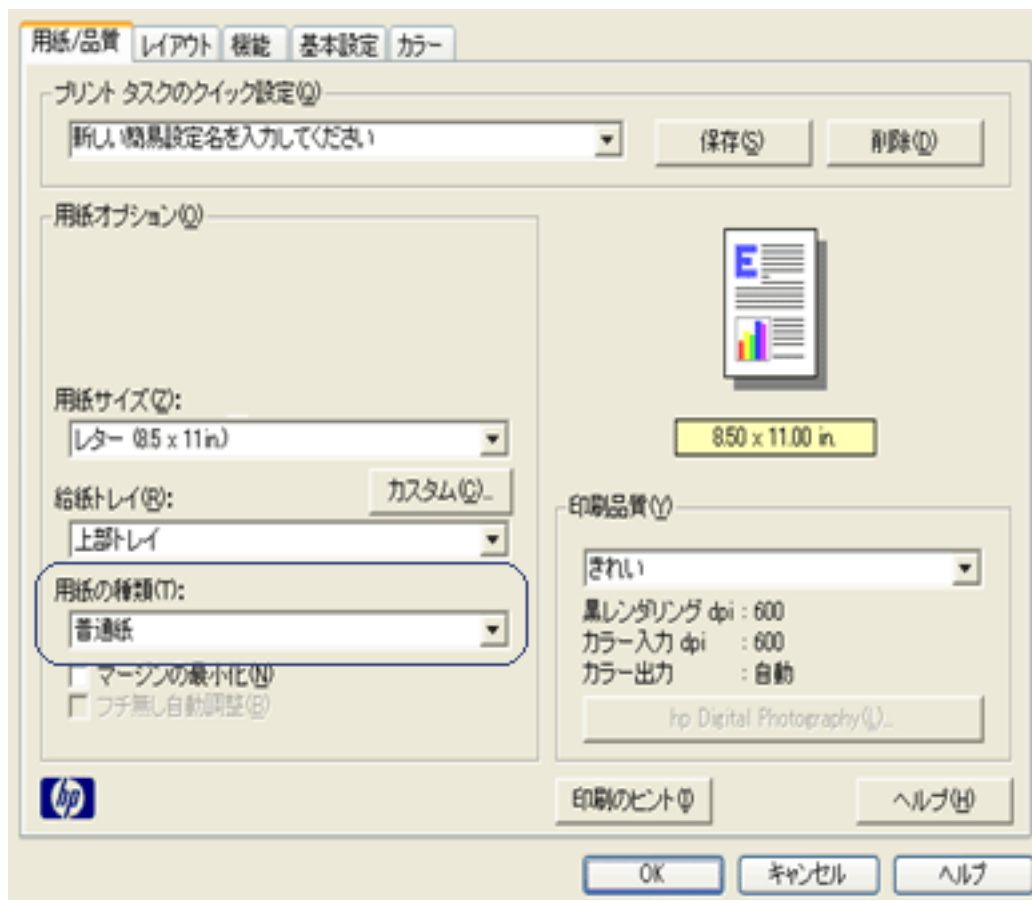 用紙/品質 レイアウト 機能 基本設定 カラー
プリント タスクのクイック設定(Q)
新しい簡易設定名を入力してください 保存(S) 削除(D)
用紙オプション(O)
E
用紙サイズ(Z):
レター (8.5 x 11 in.)
8.50 x 11.00 in.
カスタム(C)...
給紙トレイ(R):
上部トレイ
用紙の種類(T):
普通紙
マージンの最小化(N)
フチ無し自動調整(B)
印刷品質(Y)
きれい
黒レンダリング dpi : 600
カラー入力 dpi : 600
カラー出力 : 自動
hp Digital Photography(L)...
hp
印刷のヒント(I) ヘルプ(H)
OK キャンセル ヘルプ